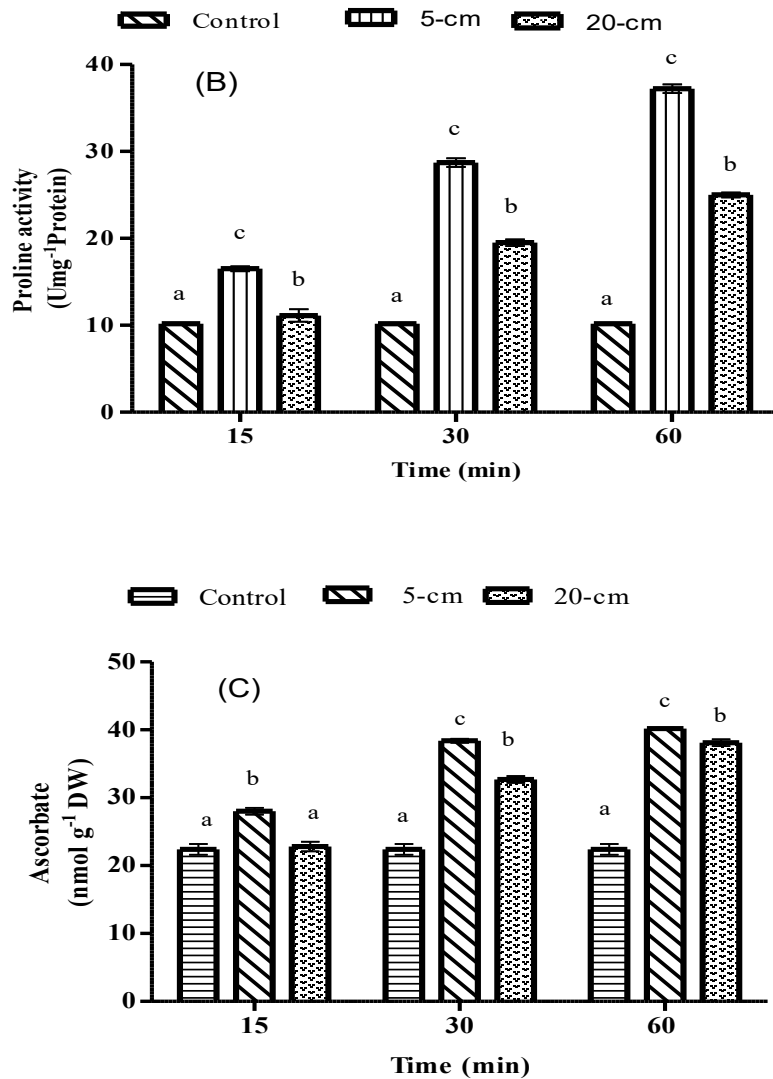 Control 5-cm 20-cm
(B)
Proline activity
(Umg⁻¹Protein)
40
30
20
10
0
c
c
c
b
b
b
a
a
a
15 30 60
Time (min)
Control 5-cm 20-cm
(C)
Ascorbate
(nmol g⁻¹ DW)
50
40
30
20
10
0
a b a
a c b
a c b
15 30 60
Time (min)